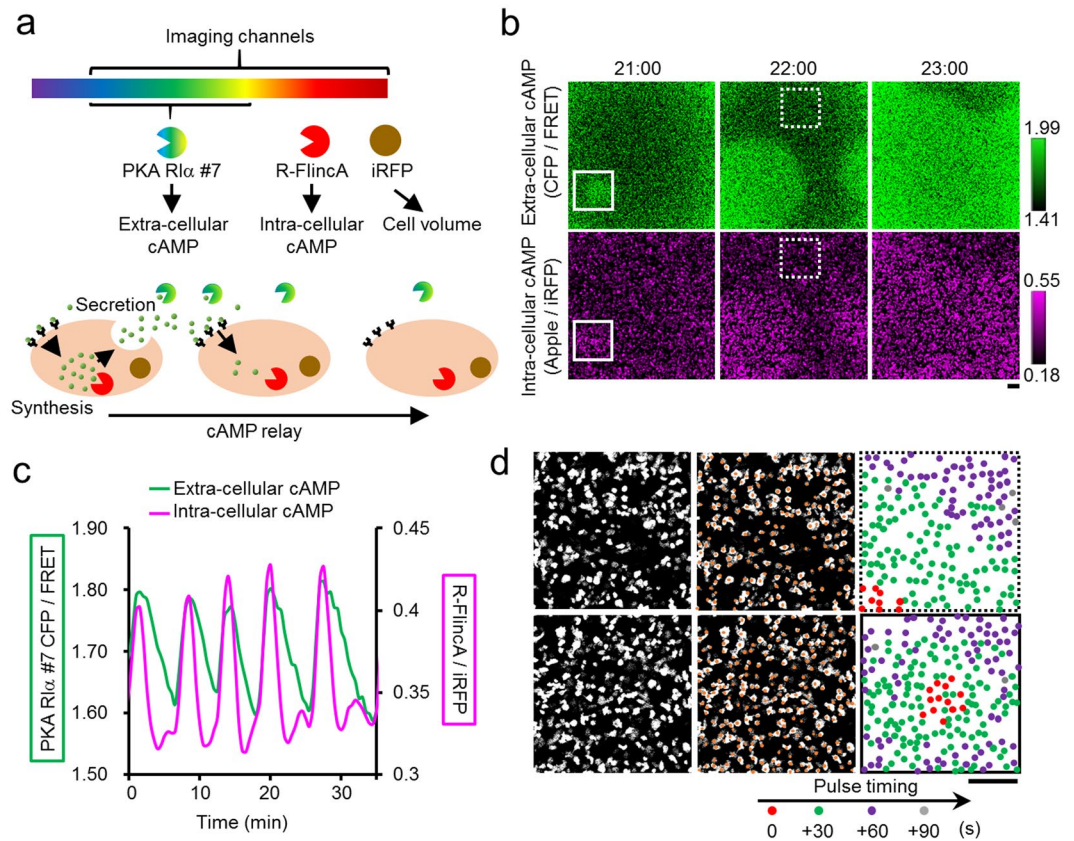 a
Imaging channels
PKA RIα #7
R-FlincA
iRFP
Extra-cellular
cAMP
Intra-cellular
cAMP
Cell volume
Secretion
Synthesis
cAMP relay
b
21:00
22:00
23:00
Extra-cellular cAMP
(CFP / FRET)
1.99
1.41
Intra-cellular cAMP
(Apple / iRFP)
0.55
0.18
c
Extra-cellular cAMP
Intra-cellular cAMP
PKA RIα #7 CFP / FRET
1.90
1.80
1.70
1.60
1.50
0.45
0.4
0.35
0.3
R-FlincA / iRFP
0
10
20
30
Time (min)
d
Pulse timing
0
+30
+60
+90
(s)